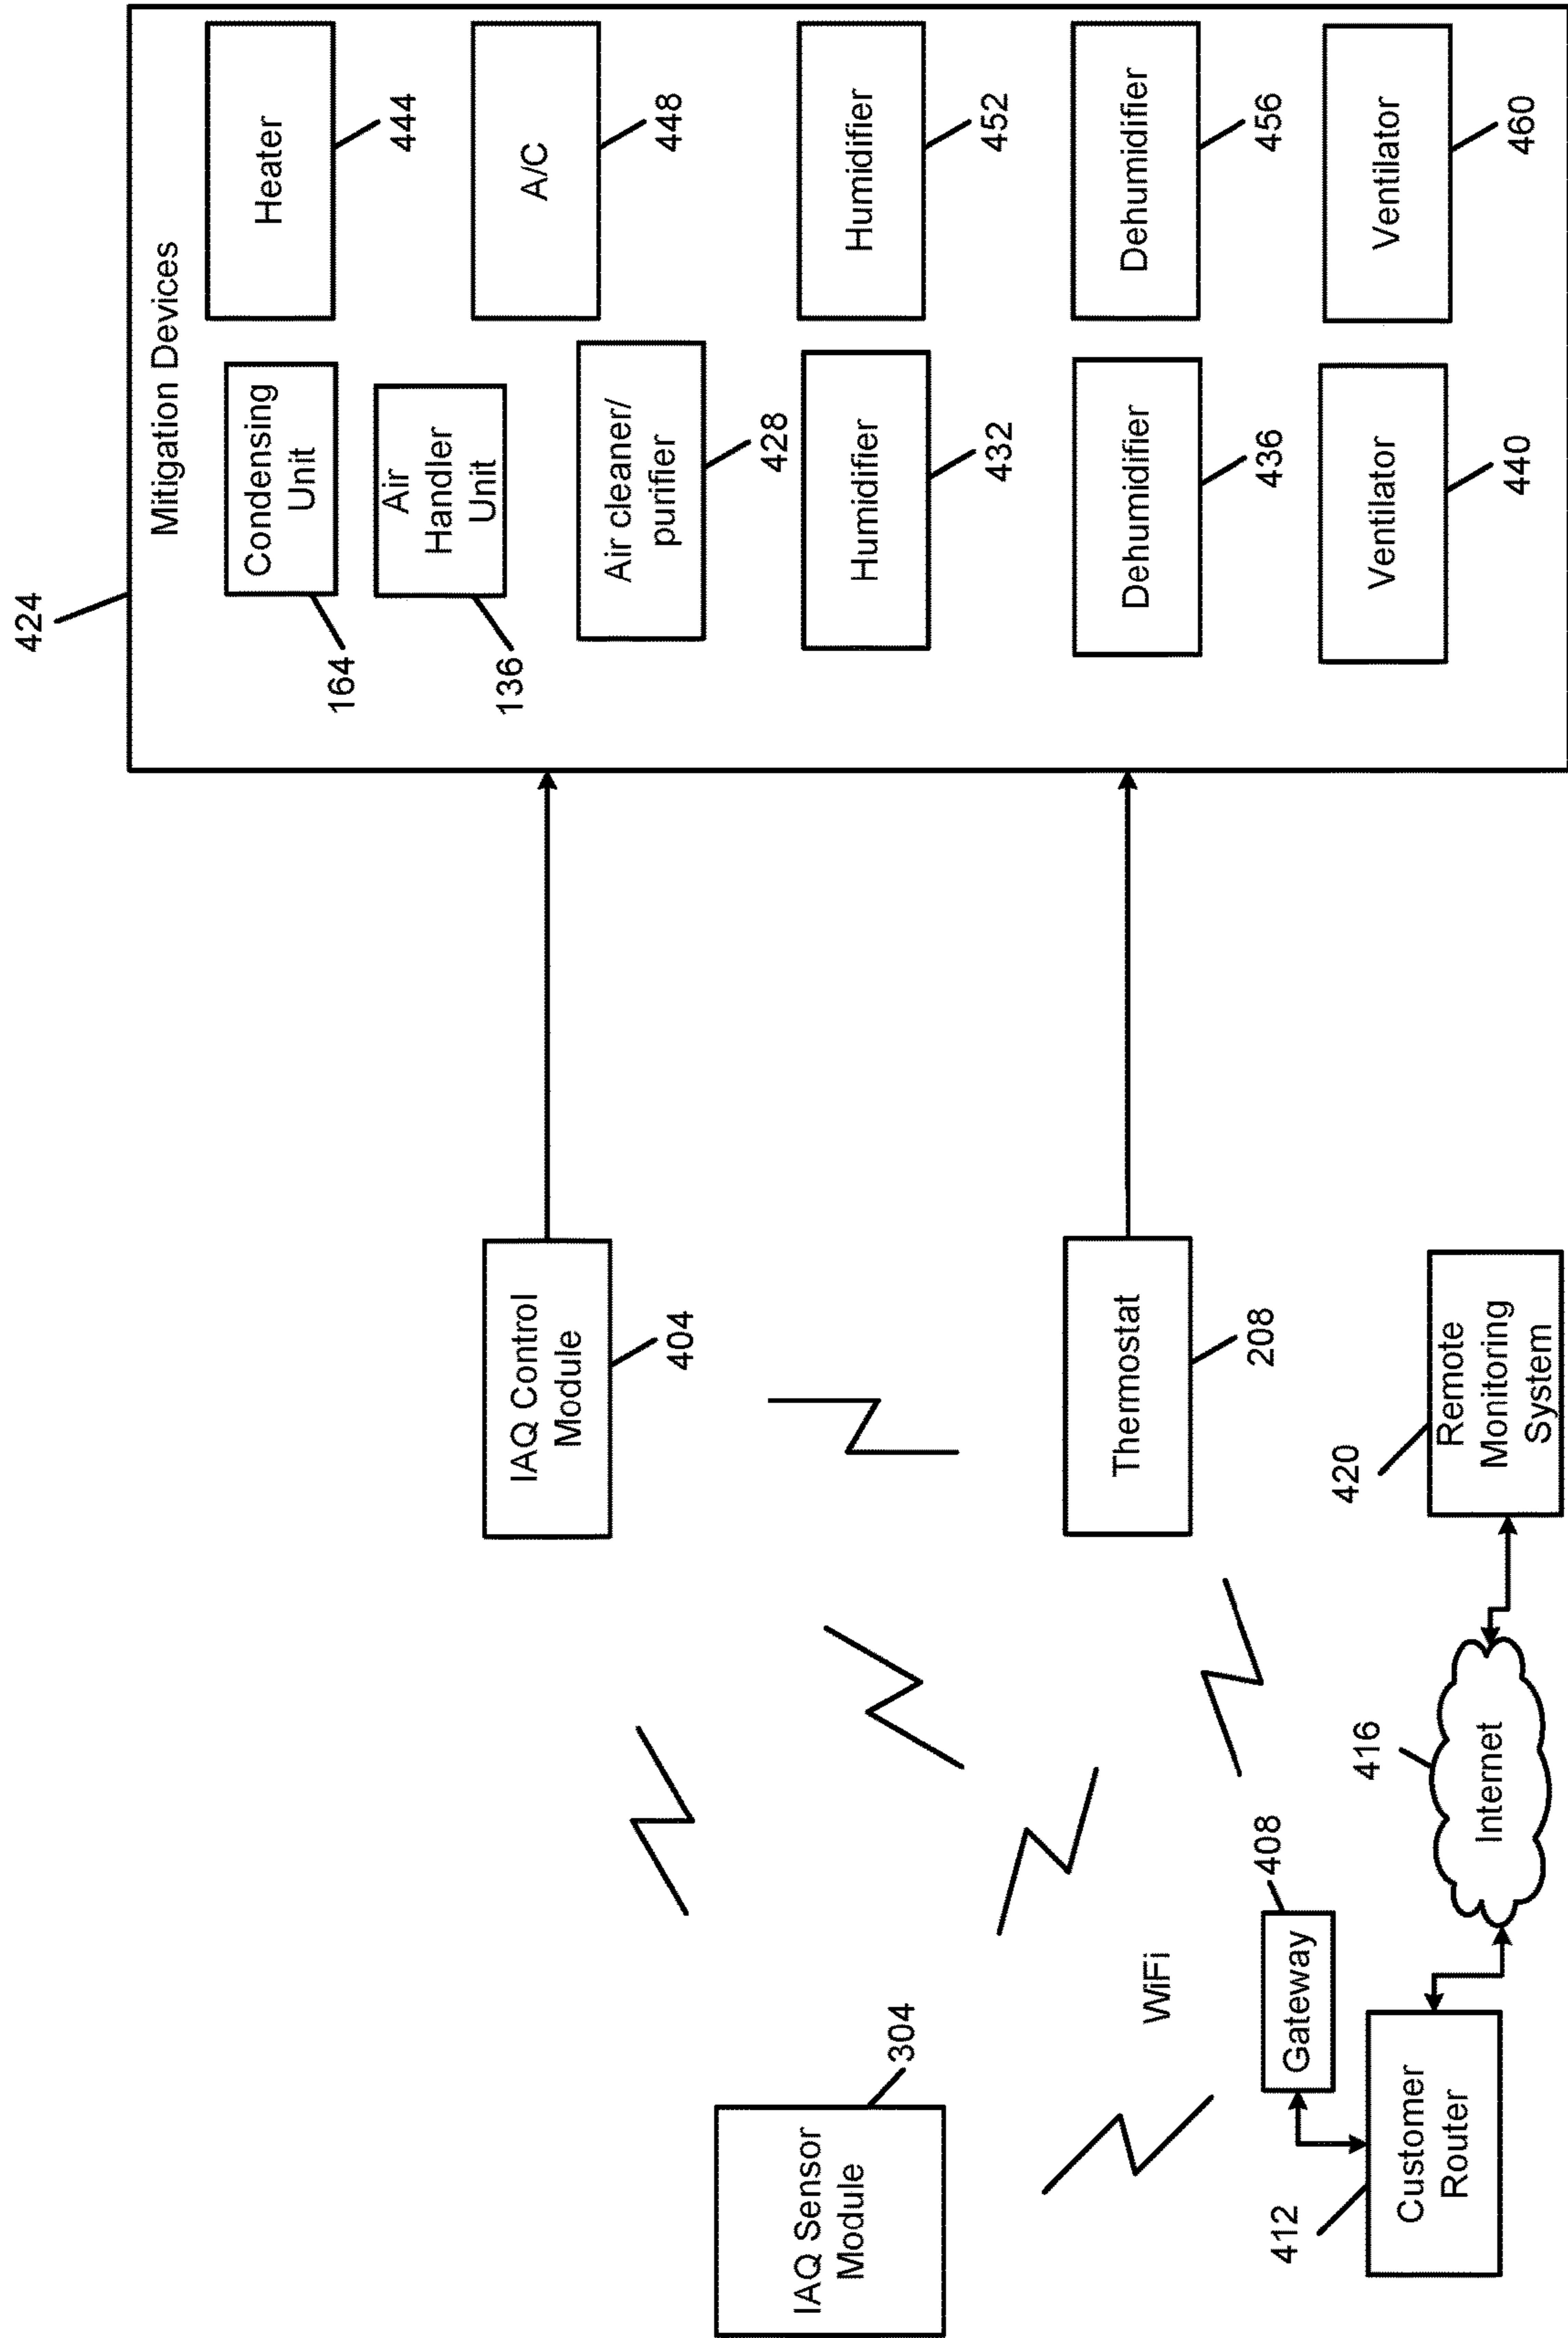 424
Mitigation Devices
164
Condensing
Unit
Heater
444
136
Air
Handler
Unit
A/C
448
Air cleaner/
purifier
428
Humidifier
432
Humidifier
452
Dehumidifier
436
Dehumidifier
456
Ventilator
440
Ventilator
460
IAQ Control
Module
404
IAQ Sensor
Module
304
Thermostat
208
WiFi
Gateway
408
412
Customer
Router
416
Internet
420
Remote
Monitoring
System